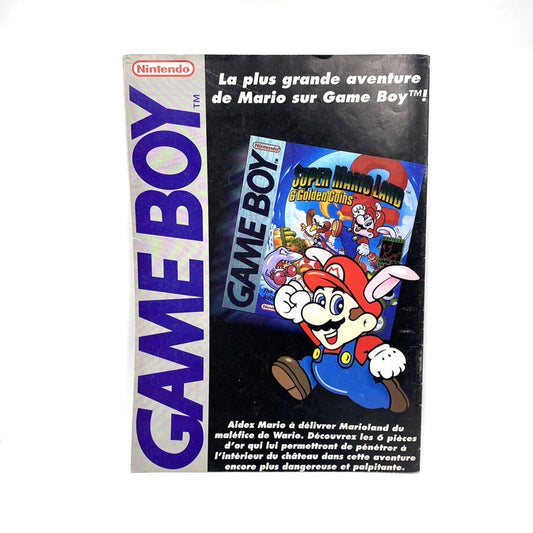 Nintendo
GAME BOY™
La plus grande aventure
de Mario sur Game Boy™!
Nintendo
GAME BOY
SUPER MARIO LAND
2
6 Golden Coins
Nintendo
Aidez Mario à délivrer Marioland du
maléfice de Wario. Découvrez les 6 pièces
d'or qui lui permettront de pénétrer à
l'intérieur du château dans cette aventure
encore plus dangereuse et palpitante.